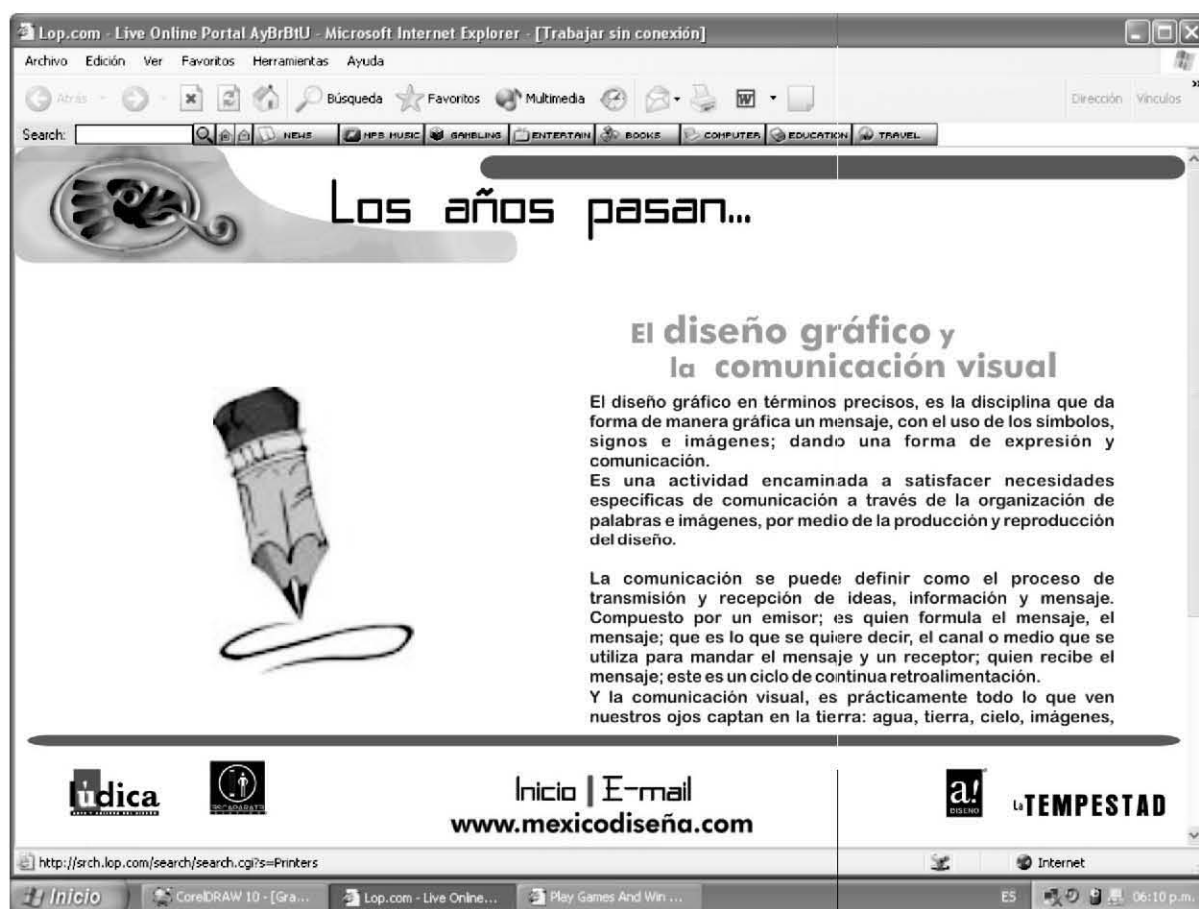 Lop.com - Live Online Portal AyBrBtU - Microsoft Internet Explorer - [Trabajar sin conexión]
Archivo Edición Ver Favoritos Herramientas Ayuda
Atrás Búsqueda Favoritos Multimedia Dirección Vínculos
Search: NEWS MP3 MUSIC GAMBLING ENTERTAIN BOOKS COMPUTER EDUCATION TRAVEL
Los años pasan...
El diseño gráfico y
la comunicación visual
El diseño gráfico en términos precisos, es la disciplina que da
forma de manera gráfica un mensaje, con el uso de los símbolos,
signos e imágenes; dando una forma de expresión y
comunicación.
Es una actividad encaminada a satisfacer necesidades
específicas de comunicación a través de la organización de
palabras e imágenes, por medio de la producción y reproducción
del diseño.
La comunicación se puede definir como el proceso de
transmisión y recepción de ideas, información y mensaje.
Compuesto por un emisor; es quien formula el mensaje, el
mensaje; que es lo que se quiere decir, el canal o medio que se
utiliza para mandar el mensaje y un receptor; quien recibe el
mensaje; este es un ciclo de continua retroalimentación.
Y la comunicación visual, es prácticamente todo lo que ven
nuestros ojos captan en la tierra: agua, tierra, cielo, imágenes,
lúdica
ESCAPARATE
Inicio | E-mail
www.mexicodiseña.com
a!
DISEÑO
La TEMPESTAD
http://srch.lop.com/search/search.cgi?s=Printers Internet
Inicio CorelDRAW 10 - [Gra... Lop.com - Live Online... Play Games And Win ... ES 06:10 p.m.